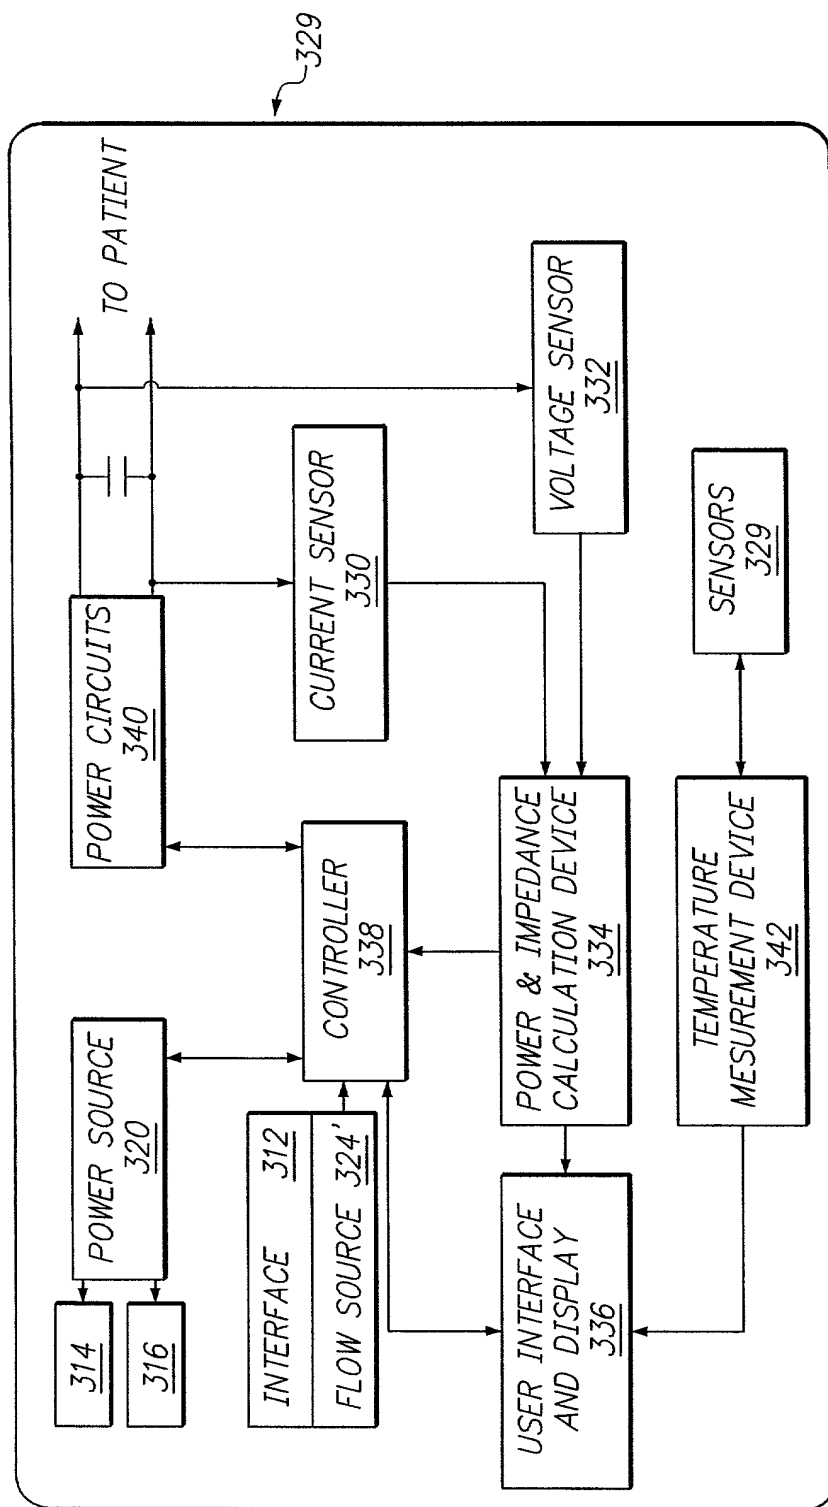 329
TO PATIENT
POWER SOURCE
320
314
316
POWER CIRCUITS
340
INTERFACE 312
FLOW SOURCE 324'
CONTROLLER
338
CURRENT SENSOR
330
USER INTERFACE
AND DISPLAY
336
POWER & IMPEDANCE
CALCULATION DEVICE
334
VOLTAGE SENSOR
332
TEMPERATURE
MESUREMENT DEVICE
342
SENSORS
329